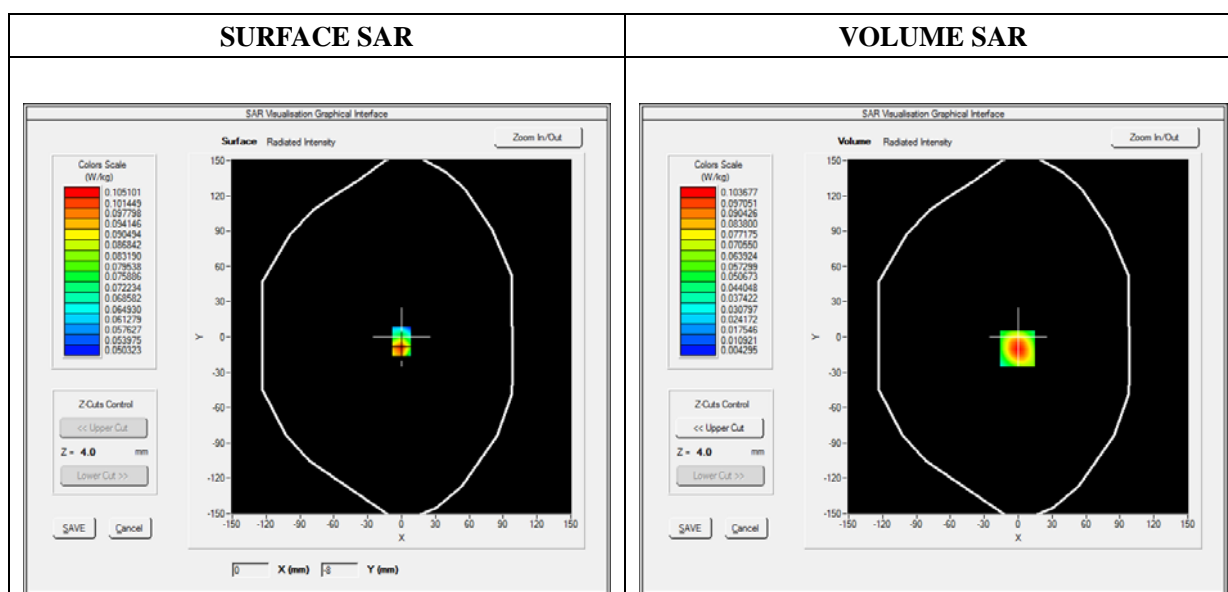 SURFACE SAR
VOLUME SAR
SAR Visualisation Graphical Interface
Surface Radiated Intensity
Zoom In/Out
Colors Scale
(W/kg)
0.105101
0.101449
0.097798
0.094146
0.090494
0.086842
0.083190
0.079538
0.075886
0.072234
0.068582
0.064930
0.061279
0.057627
0.053975
0.050323
Z-Cuts Control
<< Upper Cut
Z = 4.0 mm
Lower Cut >>
SAVE Cancel
150
120
90
60
30
0
-30
-60
-90
-120
-150
Y
-150 -120 -90 -60 -30 0 30 60 90 120 150
X
0 X (mm) -8 Y (mm)
SAR Visualisation Graphical Interface
Volume Radiated Intensity
Zoom In/Out
Colors Scale
(W/kg)
0.103677
0.097051
0.090426
0.083800
0.077175
0.070550
0.063924
0.057299
0.050673
0.044048
0.037422
0.030797
0.024172
0.017546
0.010921
0.004295
Z-Cuts Control
<< Upper Cut
Z = 4.0 mm
Lower Cut >>
SAVE Cancel
150
120
90
60
30
0
-30
-60
-90
-120
-150
Y
-150 -120 -90 -60 -30 0 30 60 90 120 150
X